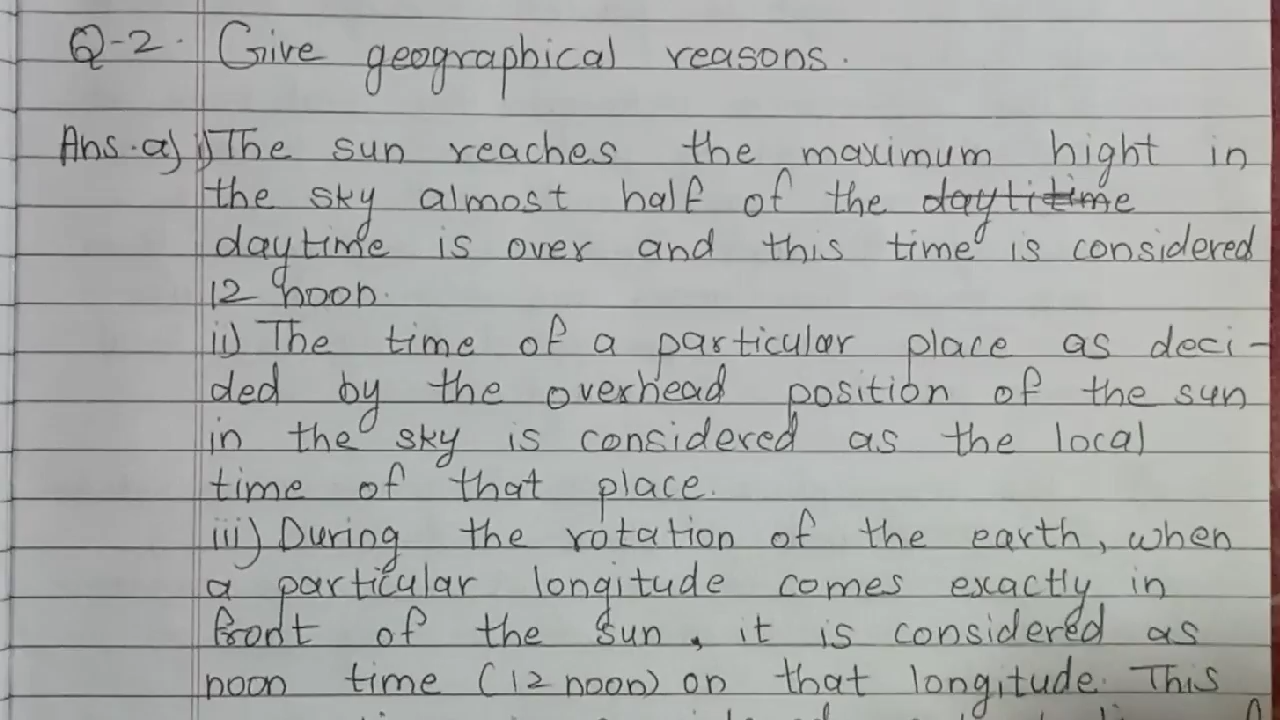 Q-2. Give geographical reasons.
Ans.a) i) The sun reaches the maximum hight in
the sky almost half of the daytitime
daytime is over and this time is considered
12 noon.
ii) The time of a particular place as deci-
ded by the overhead position of the sun
in the sky is considered as the local
time of that place.
iii) During the rotation of the earth, when
a particular longitude comes exactly in
front of the sun, it is considered as
noon time (12 noon) on that longitude. This